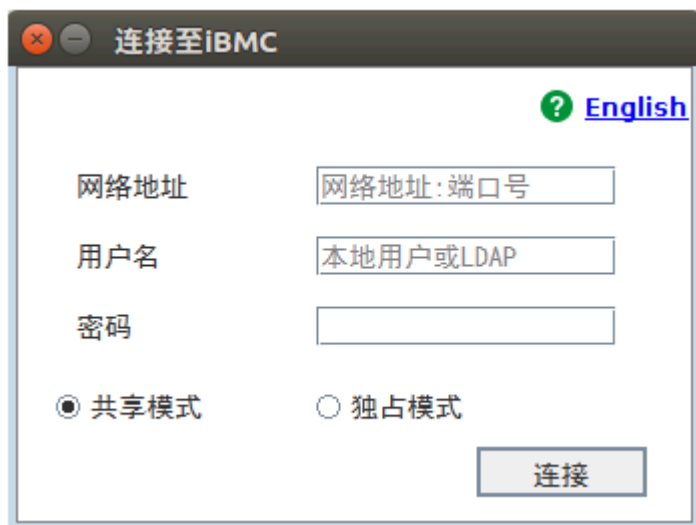 连接至iBMC
? English
网络地址 网络地址:端口号
用户名 本地用户或LDAP
密码
共享模式 独占模式
连接